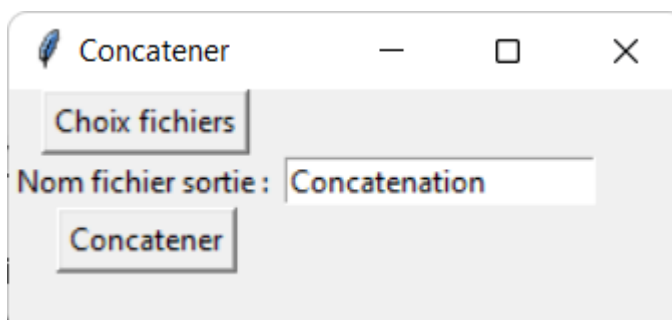 Concatener
Choix fichiers
Nom fichier sortie : Concatenation
Concatener